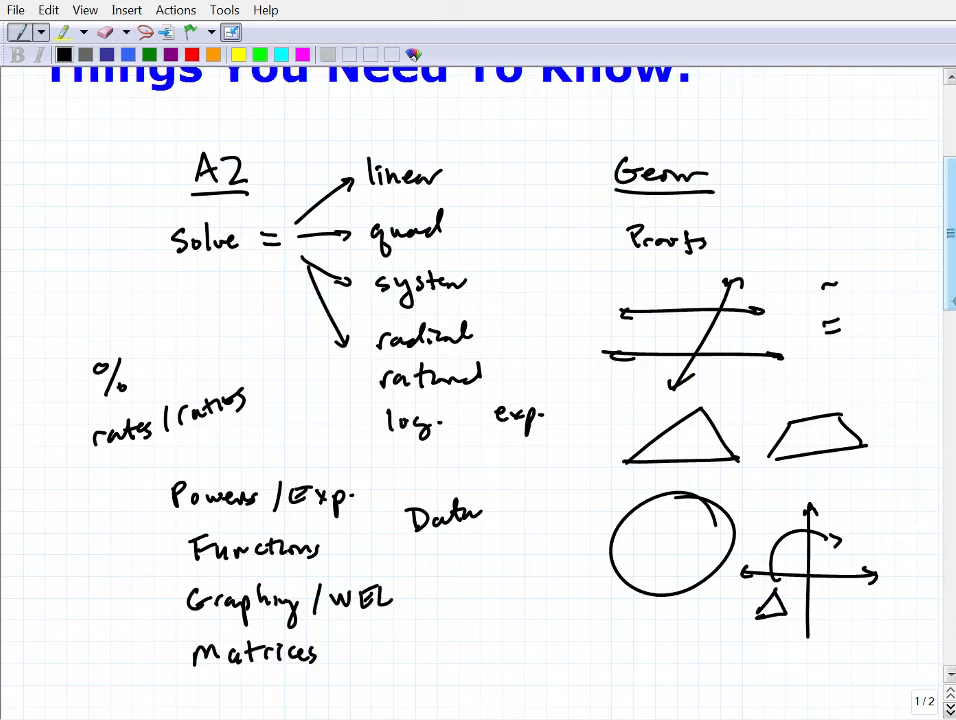 File Edit View Insert Actions Tools Help
B I
Things You Need To Know:
A2
Solve =
linear
quad
system
radical
rational
log. exp.
%
rates/ratios
Powers/Exp.
Data
Functions
Graphing/WEL
Matrices
Geom
Proofs
~
=
1/2